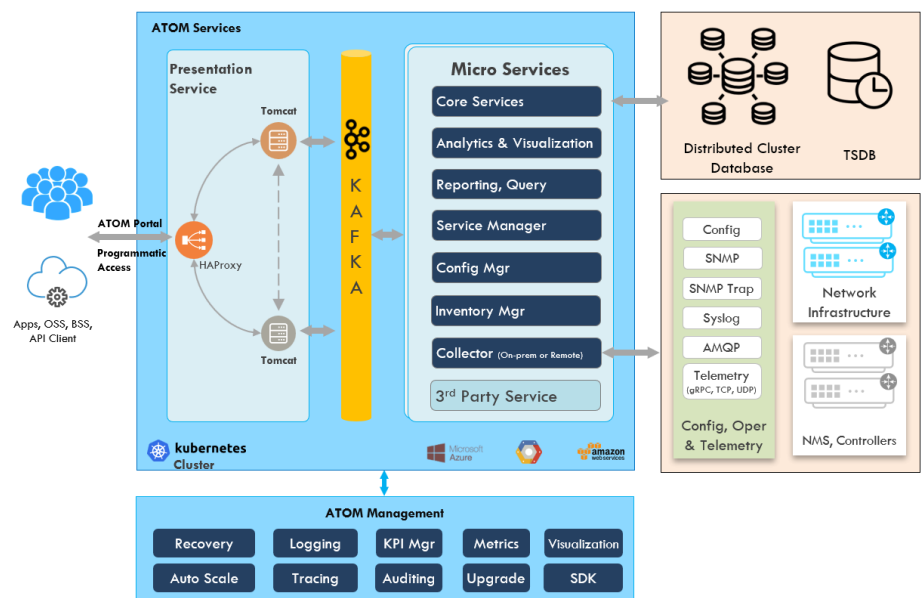 ATOM Services
Presentation
Service
Tomcat
HAProxy
Tomcat
K
A
F
K
A
Micro Services
Core Services
Analytics & Visualization
Reporting, Query
Service Manager
Config Mgr
Inventory Mgr
Collector (On-prem or Remote)
3rd Party Service
kubernetes
Cluster
Microsoft
Azure
amazon
webservices
ATOM Portal
Programmatic
Access
Apps, OSS, BSS,
API Client
Distributed Cluster
Database
TSDB
Config
SNMP
SNMP Trap
Syslog
AMQP
Telemetry
(gRPC, TCP, UDP)
Config, Oper
& Telemetry
Network
Infrastructure
NMS, Controllers
ATOM Management
Recovery
Logging
KPI Mgr
Metrics
Visualization
Auto Scale
Tracing
Auditing
Upgrade
SDK